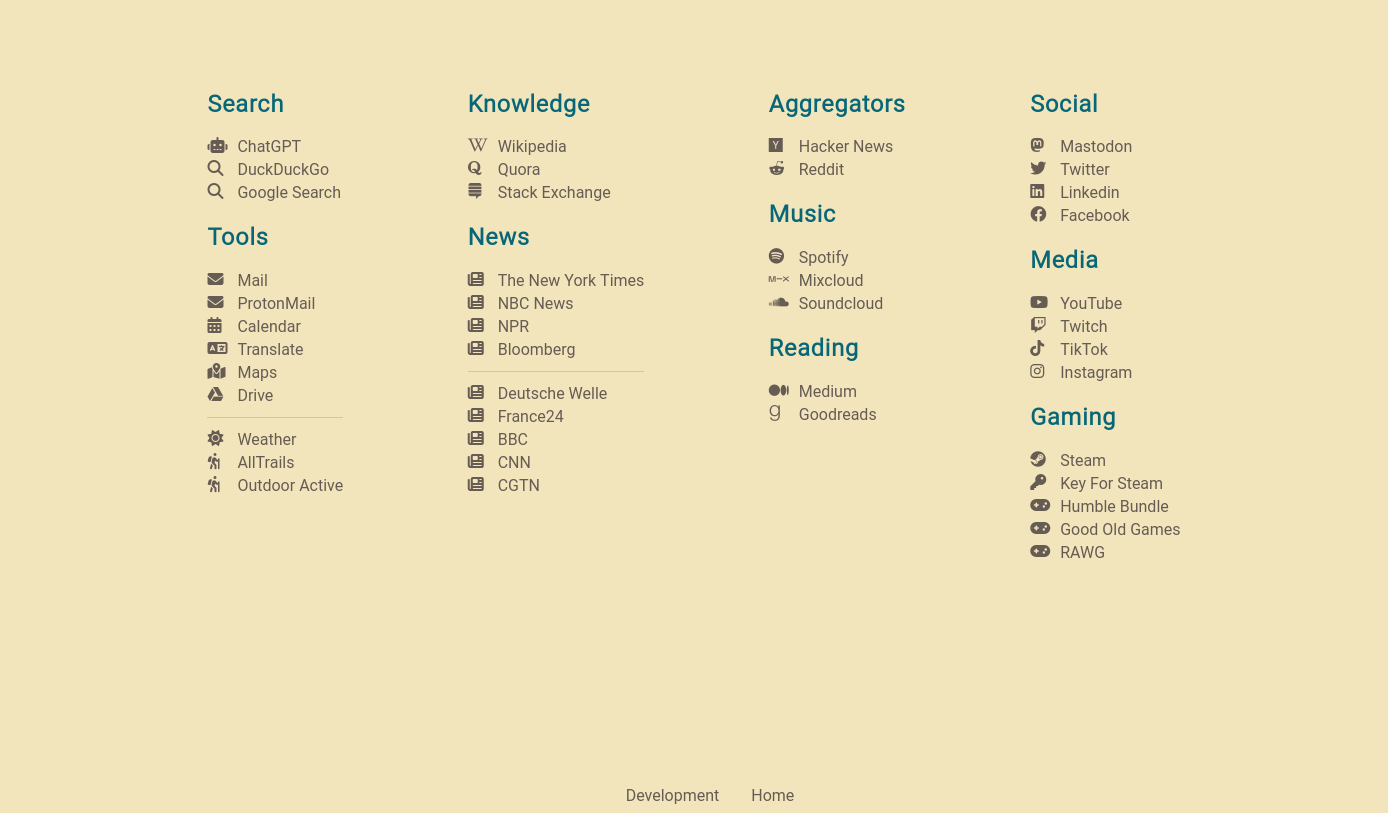 Search
ChatGPT
DuckDuckGo
Google Search
Tools
Mail
ProtonMail
Calendar
Translate
Maps
Drive
Weather
AllTrails
Outdoor Active
Knowledge
Wikipedia
Quora
Stack Exchange
News
The New York Times
NBC News
NPR
Bloomberg
Deutsche Welle
France24
BBC
CNN
CGTN
Aggregators
Hacker News
Reddit
Music
Spotify
Mixcloud
Soundcloud
Reading
Medium
Goodreads
Social
Mastodon
Twitter
Linkedin
Facebook
Media
YouTube
Twitch
TikTok
Instagram
Gaming
Steam
Key For Steam
Humble Bundle
Good Old Games
RAWG
Development Home